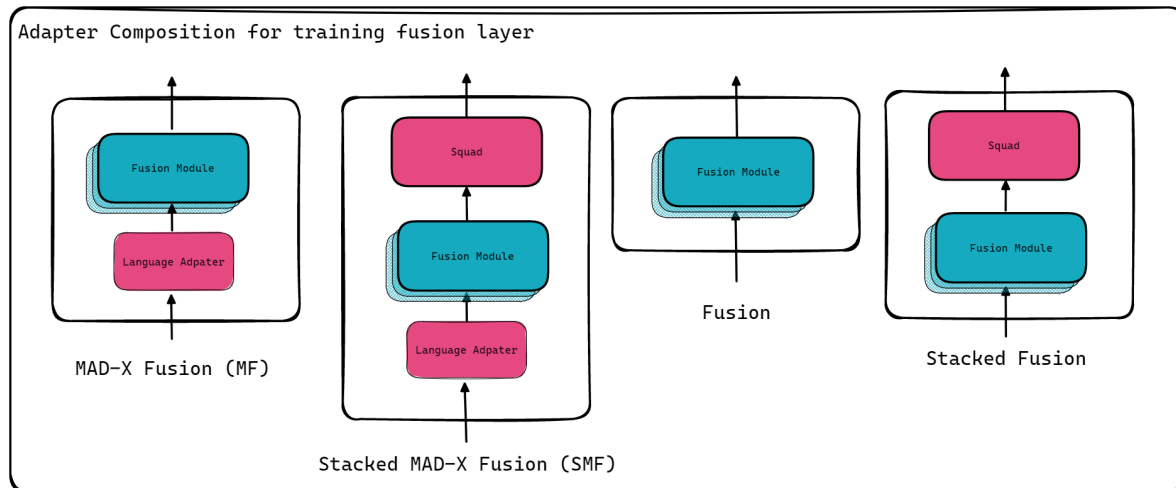 Adapter Composition for training fusion layer
Fusion Module
Language Adpater
MAD-X Fusion (MF)
Squad
Fusion Module
Language Adpater
Stacked MAD-X Fusion (SMF)
Fusion Module
Fusion
Squad
Fusion Module
Stacked Fusion